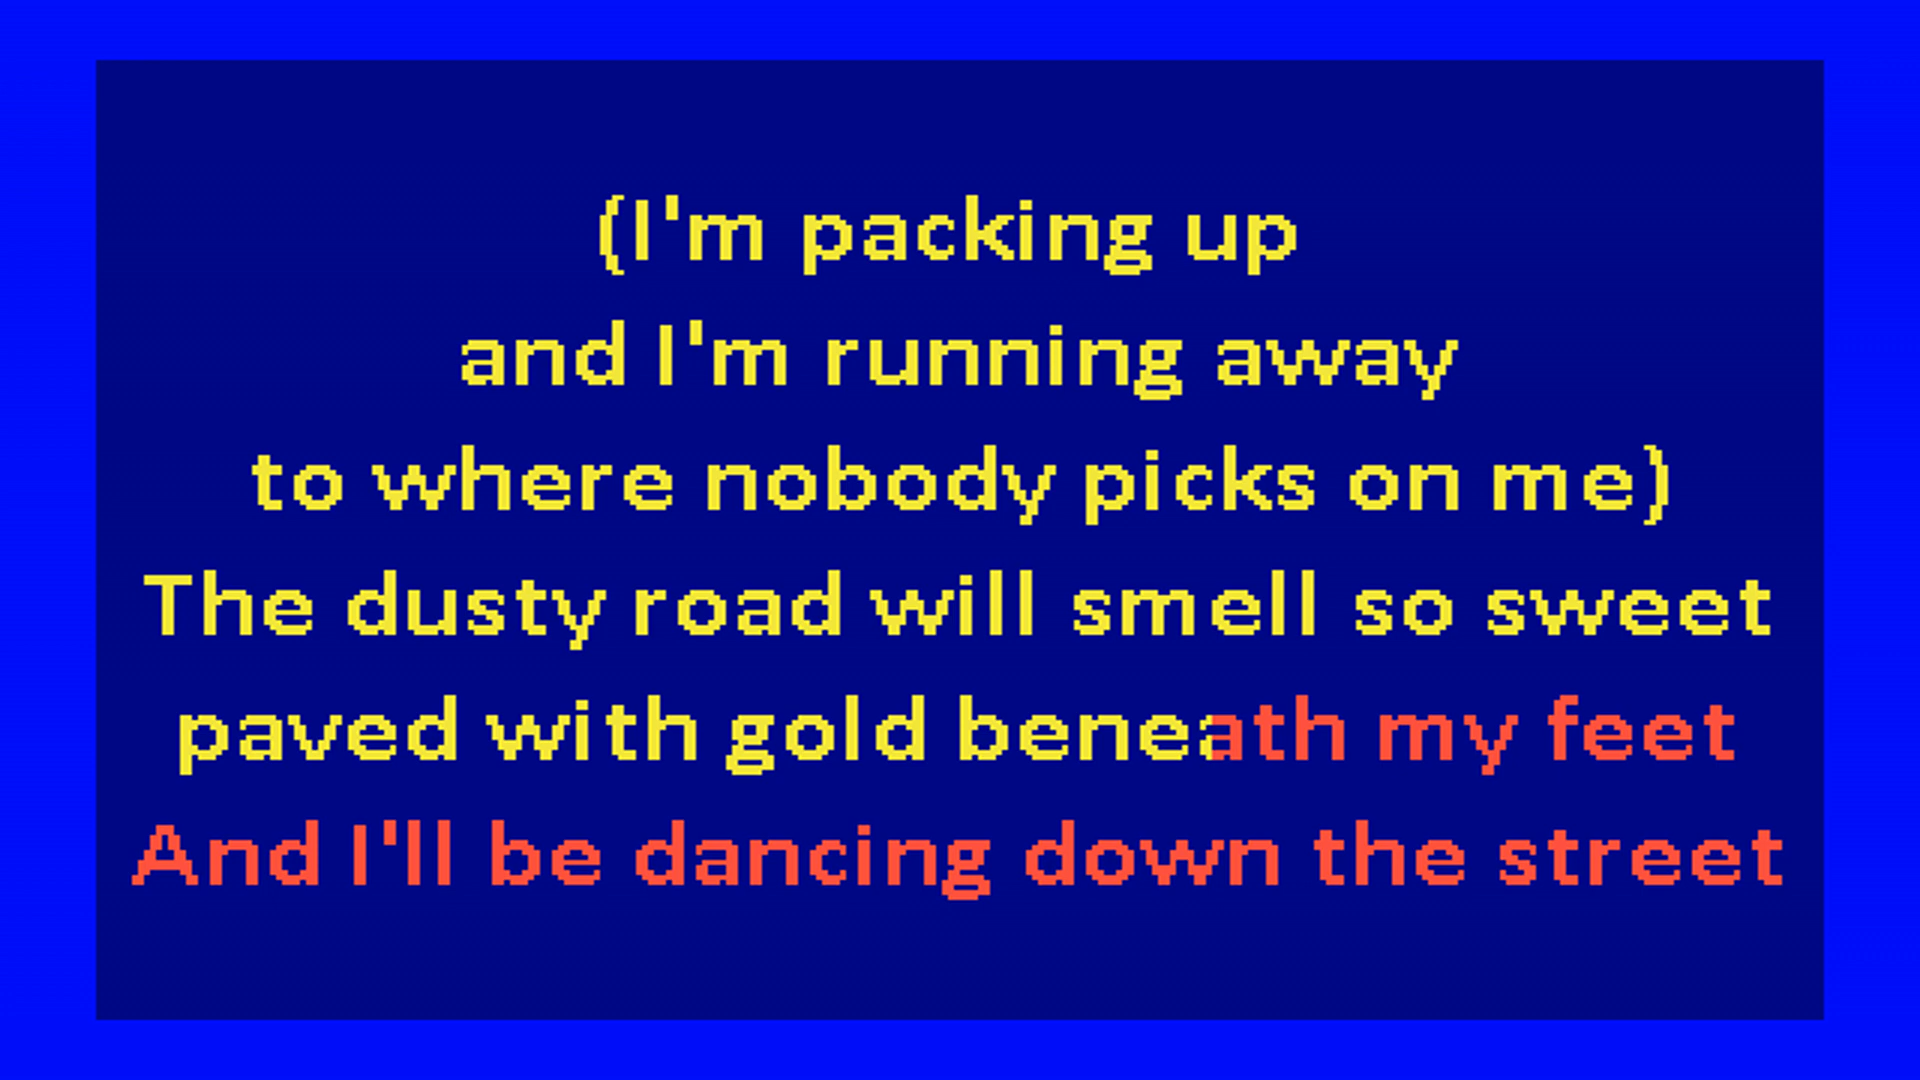 (I'm packing up
and I'm running away
to where nobody picks on me)
The dusty road will smell so sweet
paved with gold beneath my feet
And I'll be dancing down the street